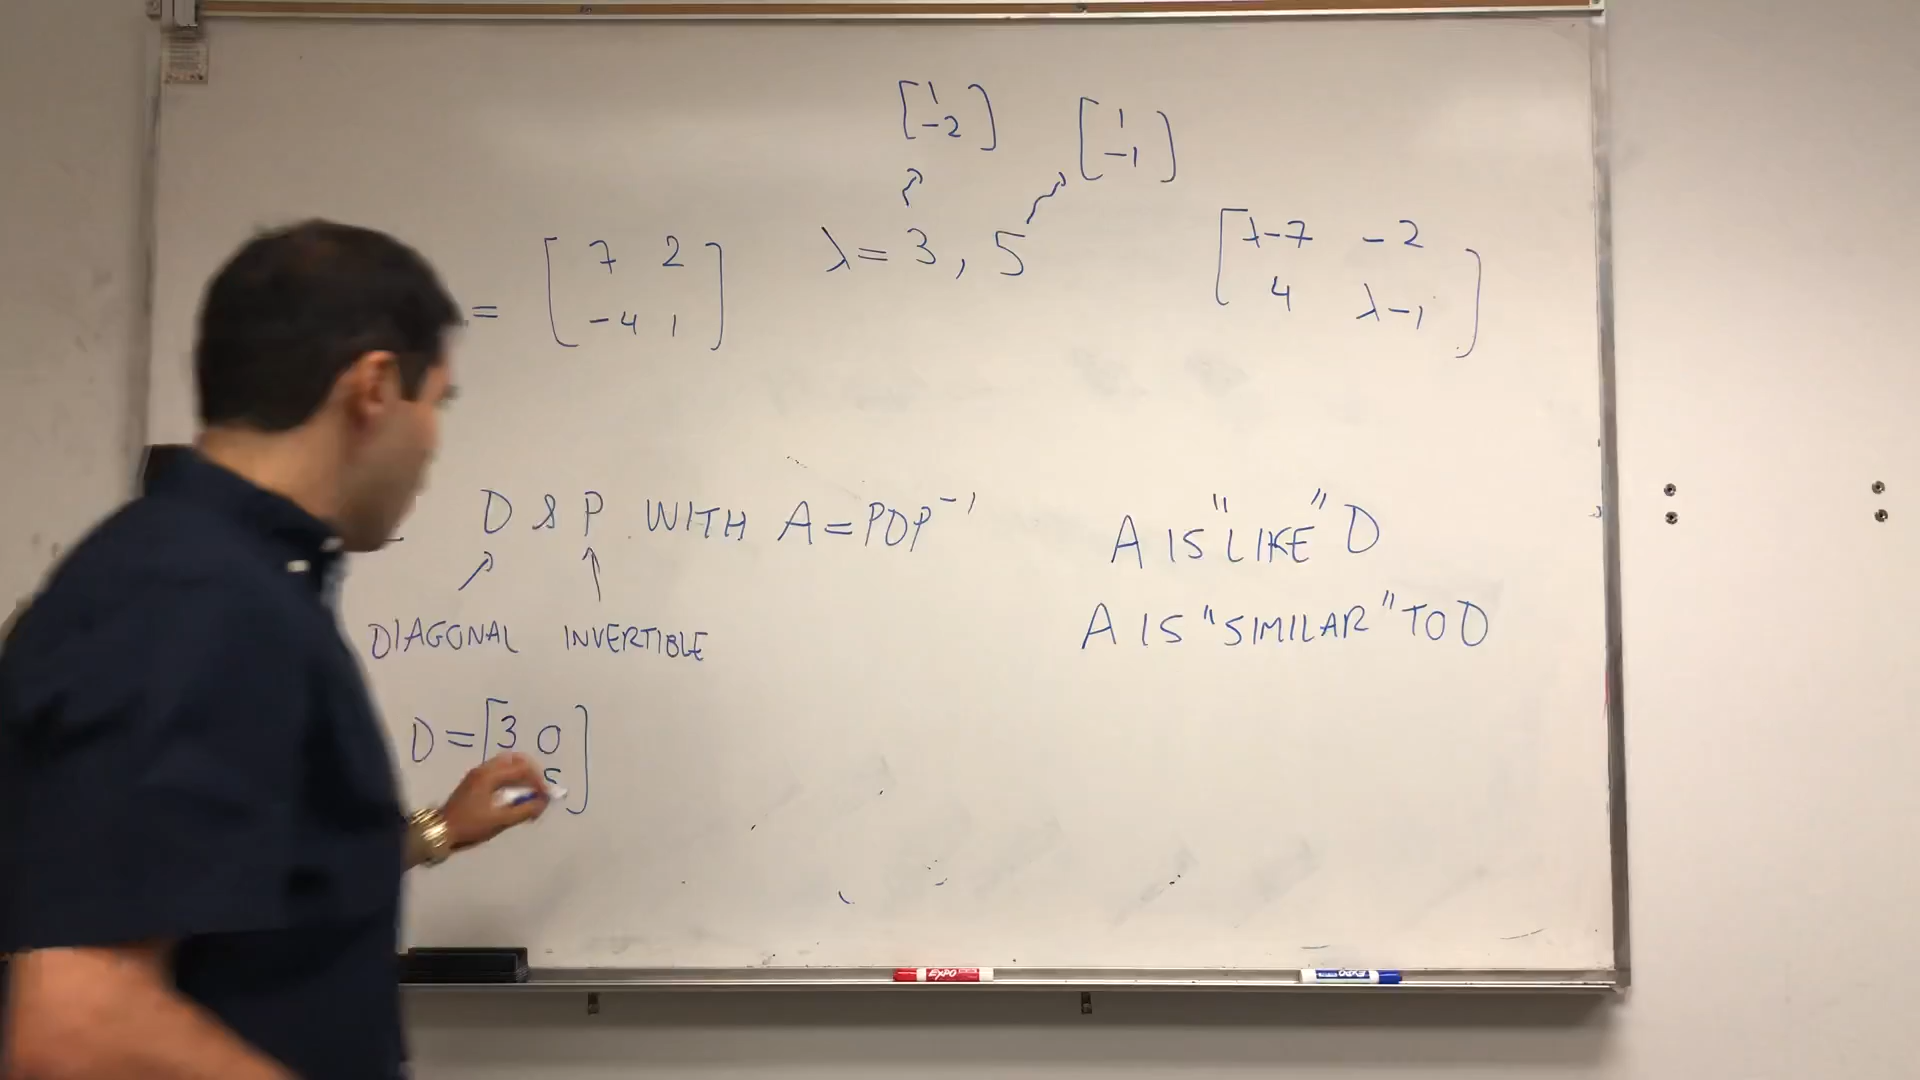 [1 -2] [1 -1]
= [7 2
-4 1]
λ = 3, 5
[λ-7 -2
4 λ-1]
D & P WITH A = PDP⁻¹
DIAGONAL INVERTIBLE
A IS "LIKE" D
A IS "SIMILAR" TO D
D = [3 0
5]
EXPO
EXPO